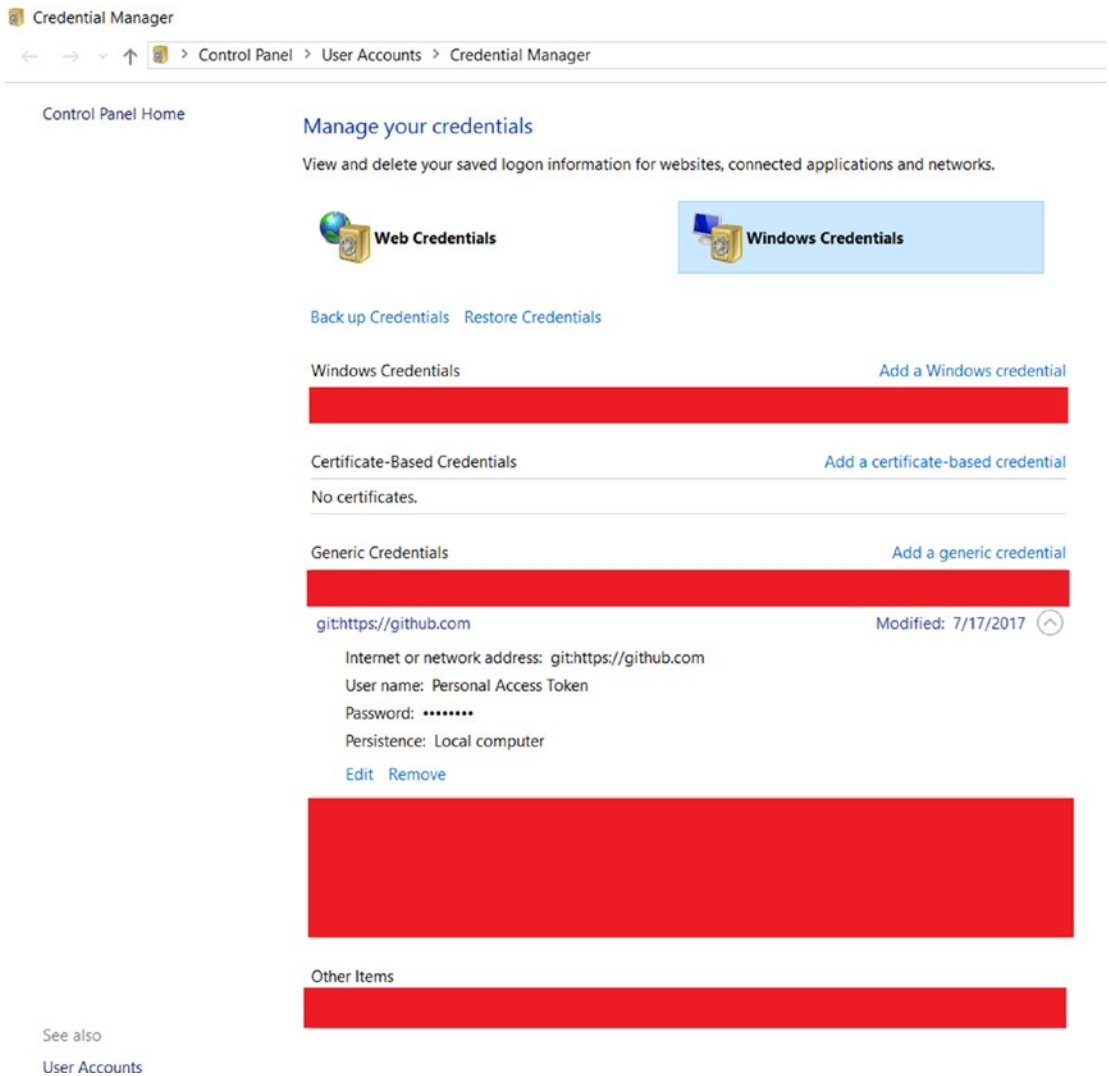 Credential Manager
Control Panel > User Accounts > Credential Manager
Control Panel Home
Manage your credentials
View and delete your saved logon information for websites, connected applications and networks.
Web Credentials
Windows Credentials
Back up Credentials Restore Credentials
Windows Credentials Add a Windows credential
Certificate-Based Credentials Add a certificate-based credential
No certificates.
Generic Credentials Add a generic credential
git:https://github.com Modified: 7/17/2017
Internet or network address: git:https://github.com
User name: Personal Access Token
Password: ••••••••
Persistence: Local computer
Edit Remove
Other Items
See also
User Accounts